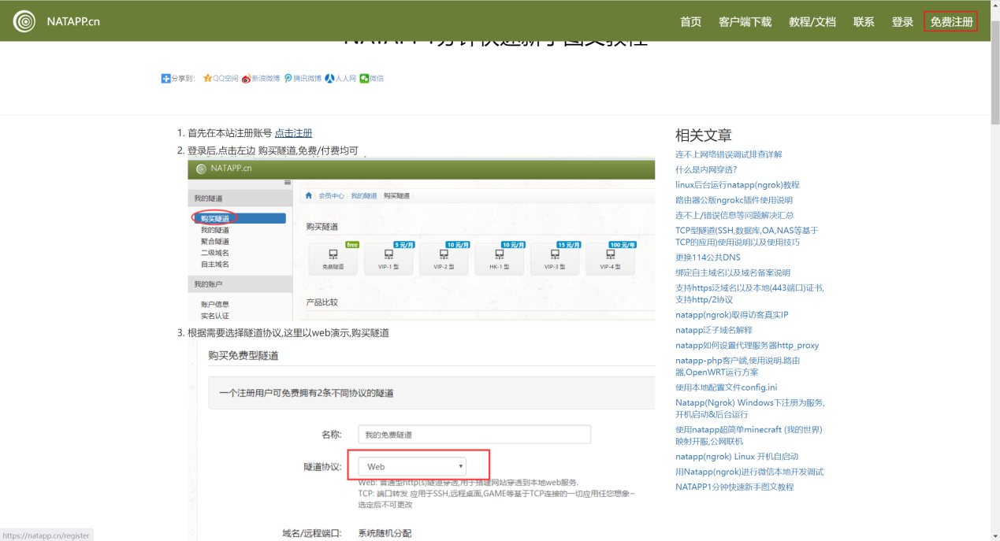 NATAPP.cn
首页 客户端下载 教程/文档 联系 登录 免费注册
NATAPP1分钟快速新手图文教程
分享到: QQ空间 新浪微博 腾讯微博 人人网 微信
1. 首先在本站注册账号 点击注册
2. 登录后,点击左边 购买隧道,免费/付费均可
NATAPP.cn
我的隧道
购买隧道
我的隧道
聚合隧道
二级域名
自主域名
我的账户
账户信息
实名认证
会员中心 我的隧道 购买隧道
购买隧道
free 5 元/月 10 元/月 10 元/月 15 元/月 100 元/年
免费隧道 VIP-1 型 VIP-2 型 HK-1 型 VIP-3 型 VIP-4 型
产品比较
3. 根据需要选择隧道协议,这里以web演示,购买隧道
购买免费型隧道
一个注册用户可免费拥有2条不同协议的隧道
名称: 我的免费隧道
隧道协议: Web
Web: 普通型http(s)隧道穿透,用于搭建网站穿透到本地web服务.
TCP: 端口转发 应用于SSH,远程桌面,GAME等基于TCP连接的一切应用任您想象~
选定后不可更改
域名/远程端口: 系统随机分配
相关文章
连不上网络错误调试排查详解
什么是内网穿透?
linux后台运行natapp(ngrok)教程
路由器公版ngrokc插件使用说明
连不上/错误信息等问题解决汇总
TCP型隧道(SSH,数据库,OA,NAS等基于
TCP的应用)使用说明以及使用技巧
更换114公共DNS
绑定自主域名以及域名备案说明
支持https泛域名以及本地(443端口)证书,
支持http/2协议
natapp(ngrok)取得访客真实IP
natapp泛子域名解释
natapp如何设置代理服务器http_proxy
natapp-php客户端,使用说明.路由
器,OpenWRT运行方案
使用本地配置文件config.ini
Natapp(Ngrok) Windows下注册为服务,
开机启动&后台运行
使用natapp超简单minecraft (我的世界)
映射开服,公网联机
natapp(ngrok) Linux 开机自启动
用Natapp(ngrok)进行微信本地开发调试
NATAPP1分钟快速新手图文教程
https://natapp.cn/register